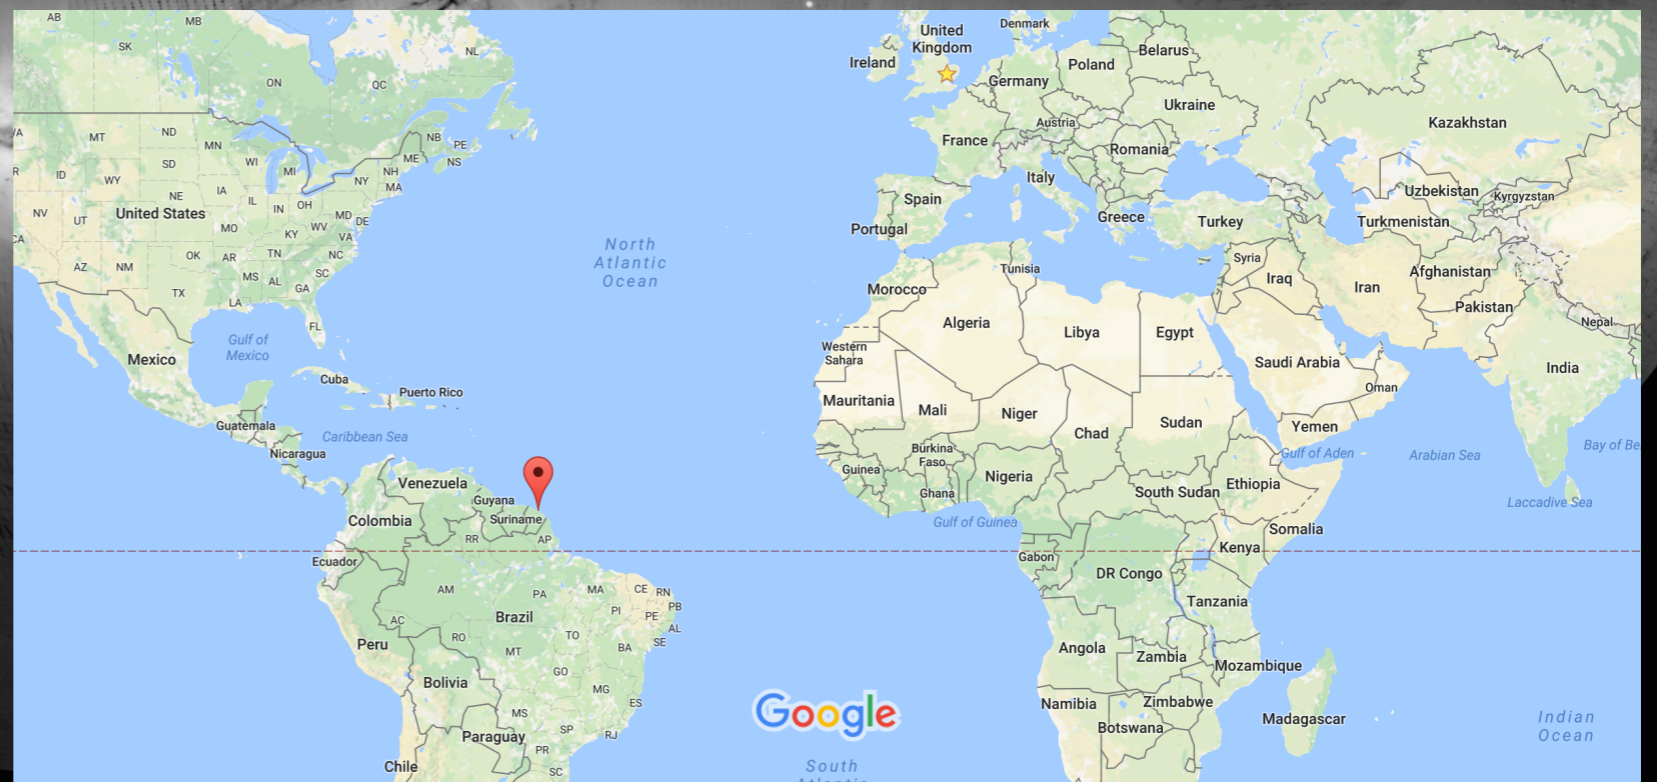 AB
MB
SK
ON
QC
NL
WA
MT
ND
MN
NB
PE
ME
NS
SD
WI
MI
ID
WY
NH
NY
MA
NE
IA
IL
IN
OH
NV
UT
United States
MO
KY
WV
MD
DE
VA
CA
OK
AR
TN
NC
AZ
NM
MS
AL
GA
SC
TX
LA
FL
Gulf of
Mexico
Mexico
Cuba
Puerto Rico
Guatemala
Caribbean Sea
Nicaragua
North
Atlantic
Ocean
Venezuela
Guyana
Suriname
Colombia
RR
AP
Ecuador
AM
PA
MA
CE
RN
PB
PI
PE
AL
SE
AC
Brazil
RO
TO
BA
Peru
MT
GO
Bolivia
MG
ES
MS
SP
RJ
Paraguay
PR
SC
Chile
Google
South
Atlantic
United
Kingdom
Ireland
Denmark
Belarus
Poland
Germany
Ukraine
Austria
France
Romania
Kazakhstan
Italy
Spain
Portugal
Greece
Turkey
Uzbekistan
Kyrgyzstan
Turkmenistan
Tunisia
Syria
Iraq
Iran
Afghanistan
Pakistan
Nepal
Morocco
Algeria
Libya
Egypt
Western
Sahara
Saudi Arabia
India
Oman
Mauritania
Mali
Niger
Chad
Sudan
Yemen
Gulf of Aden
Arabian Sea
Bay of Be
Burkina
Faso
Guinea
Ghana
Nigeria
South Sudan
Ethiopia
Laccadive Sea
Gulf of Guinea
Somalia
Gabon
Kenya
DR Congo
Tanzania
Angola
Zambia
Mozambique
Namibia
Zimbabwe
Botswana
Madagascar
Indian
Ocean